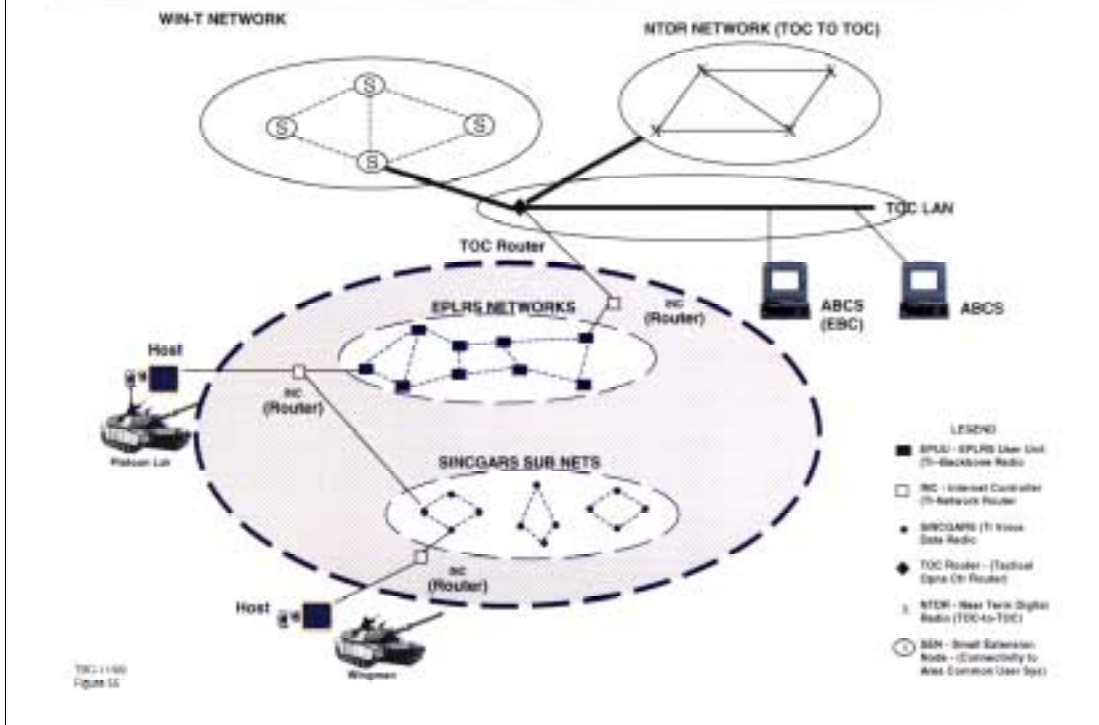 WIN-T NETWORK
NTDR NETWORK (TOC TO TOC)
S
S
S
S
X
X
X
X
TOC LAN
TOC Router
EPLRS NETWORKS
INC
(Router)
ABCS
(EBC)
ABCS
Host
INC
(Router)
Platoon Ldr
SINCGARS SUB NETS
INC
(Router)
Host
Wingman
LEGEND
EPUU - EPLRS User Unit
(TI-Backbone Radio
INC - Internet Controller
(TI-Network Router
SINCGARS (TI Voice
Data Radio
TOC Router - (Tactical
Opns Ctr Router)
X NTDR - Near Term Digital
Radio (TOC-to-TOC)
S SEN - Small Extension
Node - (Connectivity to
Area Common User Sys)
Figure